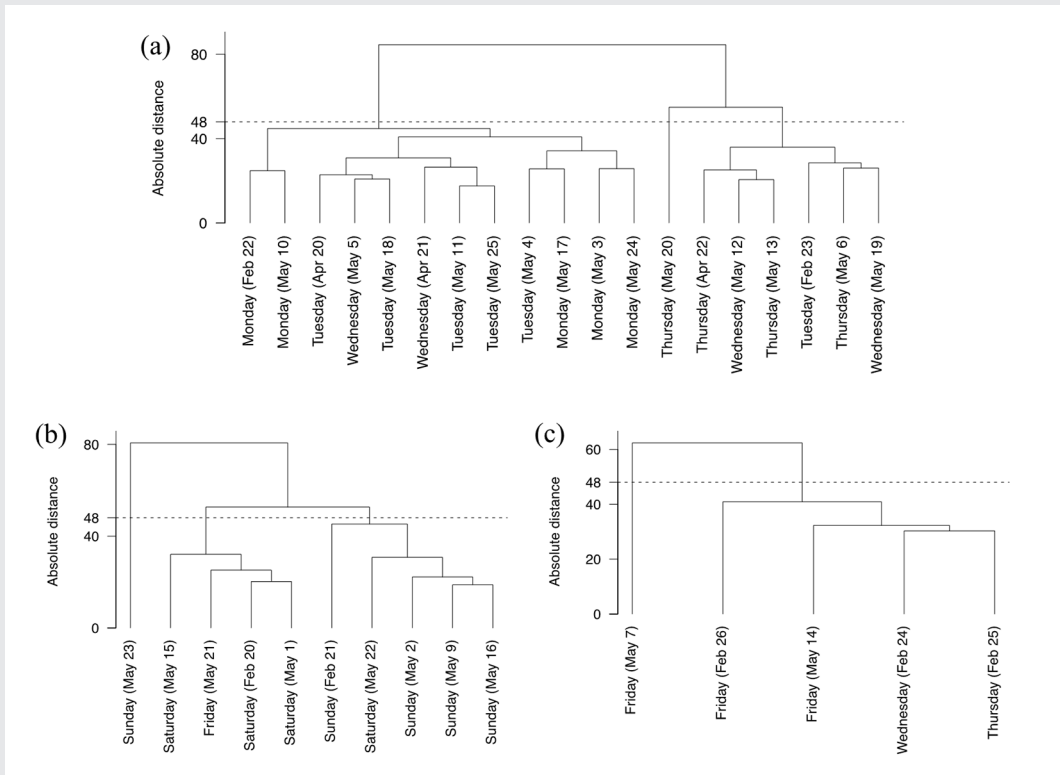 (a)
Absolute distance
80
48
40
0
Monday (Feb 22)
Monday (May 10)
Tuesday (Apr 20)
Wednesday (May 5)
Tuesday (May 18)
Wednesday (Apr 21)
Tuesday (May 11)
Tuesday (May 25)
Tuesday (May 4)
Monday (May 17)
Monday (May 3)
Monday (May 24)
Thursday (May 20)
Thursday (Apr 22)
Wednesday (May 12)
Thursday (May 13)
Tuesday (Feb 23)
Thursday (May 6)
Wednesday (May 19)
(b)
Absolute distance
80
48
40
0
Sunday (May 23)
Saturday (May 15)
Friday (May 21)
Saturday (Feb 20)
Saturday (May 1)
Sunday (Feb 21)
Saturday (May 22)
Sunday (May 2)
Sunday (May 9)
Sunday (May 16)
(c)
Absolute distance
60
48
40
20
0
Friday (May 7)
Friday (Feb 26)
Friday (May 14)
Wednesday (Feb 24)
Thursday (Feb 25)